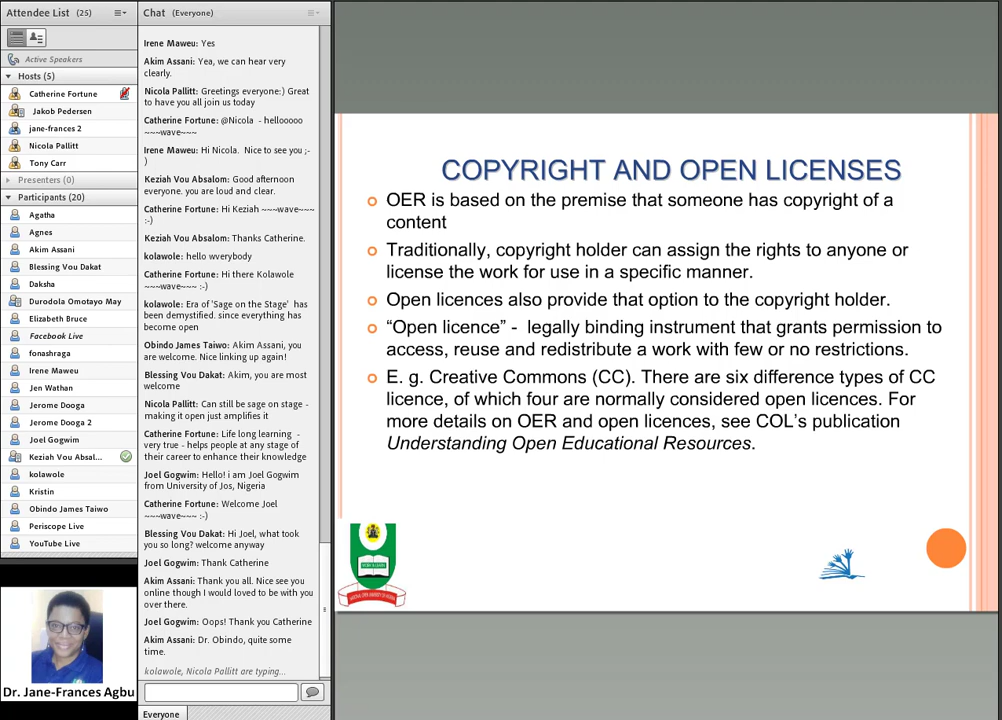 Attendee List (25)
Active Speakers
Hosts (5)
Catherine Fortune
Jakob Pedersen
jane-frances 2
Nicola Pallitt
Tony Carr
Presenters (0)
Participants (20)
Agatha
Agnes
Akim Assani
Blessing Vou Dakat
Daksha
Durodola Omotayo May
Elizabeth Bruce
Facebook Live
fonashraga
Irene Maweu
Jen Wathan
Jerome Dooga
Jerome Dooga 2
Joel Gogwim
Keziah Vou Absal...
kolawole
Kristin
Obindo James Taiwo
Periscope Live
YouTube Live
Dr. Jane-Frances Agbu
Chat (Everyone)
Irene Maweu: Yes
Akim Assani: Yea, we can hear very
clearly.
Nicola Pallitt: Greetings everyone:) Great
to have you all join us today
Catherine Fortune: @Nicola - hellooooo
~~~wave~~~
Irene Maweu: Hi Nicola. Nice to see you ;-
)
Keziah Vou Absalom: Good afternoon
everyone. you are loud and clear.
Catherine Fortune: Hi Keziah ~~~wave~~~
:-)
Keziah Vou Absalom: Thanks Catherine.
kolawole: hello wverybody
Catherine Fortune: Hi there Kolawole
~~~wave~~~ :-)
kolawole: Era of 'Sage on the Stage' has
been demystified. since everything has
become open
Obindo James Taiwo: Akim Assani, you
are welcome. Nice linking up again!
Blessing Vou Dakat: Akim, you are most
welcome
Nicola Pallitt: Can still be sage on stage -
making it open just amplifies it
Catherine Fortune: Life long learning -
very true - helps people at any stage of
their career to enhance their knowledge
Joel Gogwim: Hello! i am Joel Gogwim
from University of Jos, Nigeria
Catherine Fortune: Welcome Joel
~~~wave~~~ :-)
Blessing Vou Dakat: Hi Joel, what took
you so long? welcome anyway
Joel Gogwim: Thank Catherine
Akim Assani: Thank you all. Nice see you
online though I would loved to be with you
over there.
Joel Gogwim: Oops! Thank you Catherine
Akim Assani: Dr. Obindo, quite some
time.
kolawole, Nicola Pallitt are typing...
Everyone
COPYRIGHT AND OPEN LICENSES
OER is based on the premise that someone has copyright of a
content
Traditionally, copyright holder can assign the rights to anyone or
license the work for use in a specific manner.
Open licences also provide that option to the copyright holder.
“Open licence” - legally binding instrument that grants permission to
access, reuse and redistribute a work with few or no restrictions.
E. g. Creative Commons (CC). There are six difference types of CC
licence, of which four are normally considered open licences. For
more details on OER and open licences, see COL’s publication
Understanding Open Educational Resources.